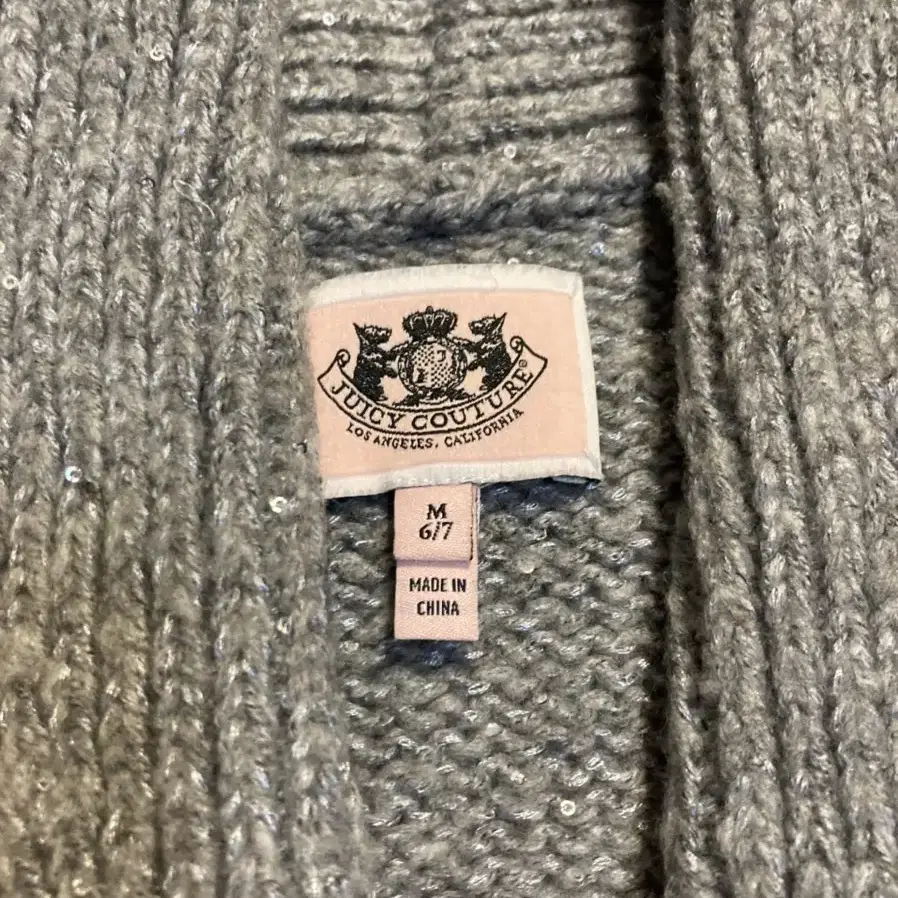 JUICY COUTURE®
LOS ANGELES, CALIFORNIA
M
6/7
MADE IN
CHINA